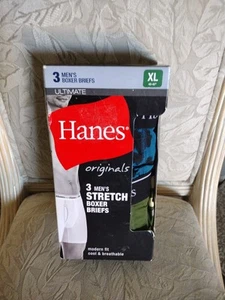 3 MEN'S
BOXER BRIEFS
XL
ULTIMATE
Hanes
originals
3 MEN'S
STRETCH
BOXER
BRIEFS
modern fit
cool & breathable